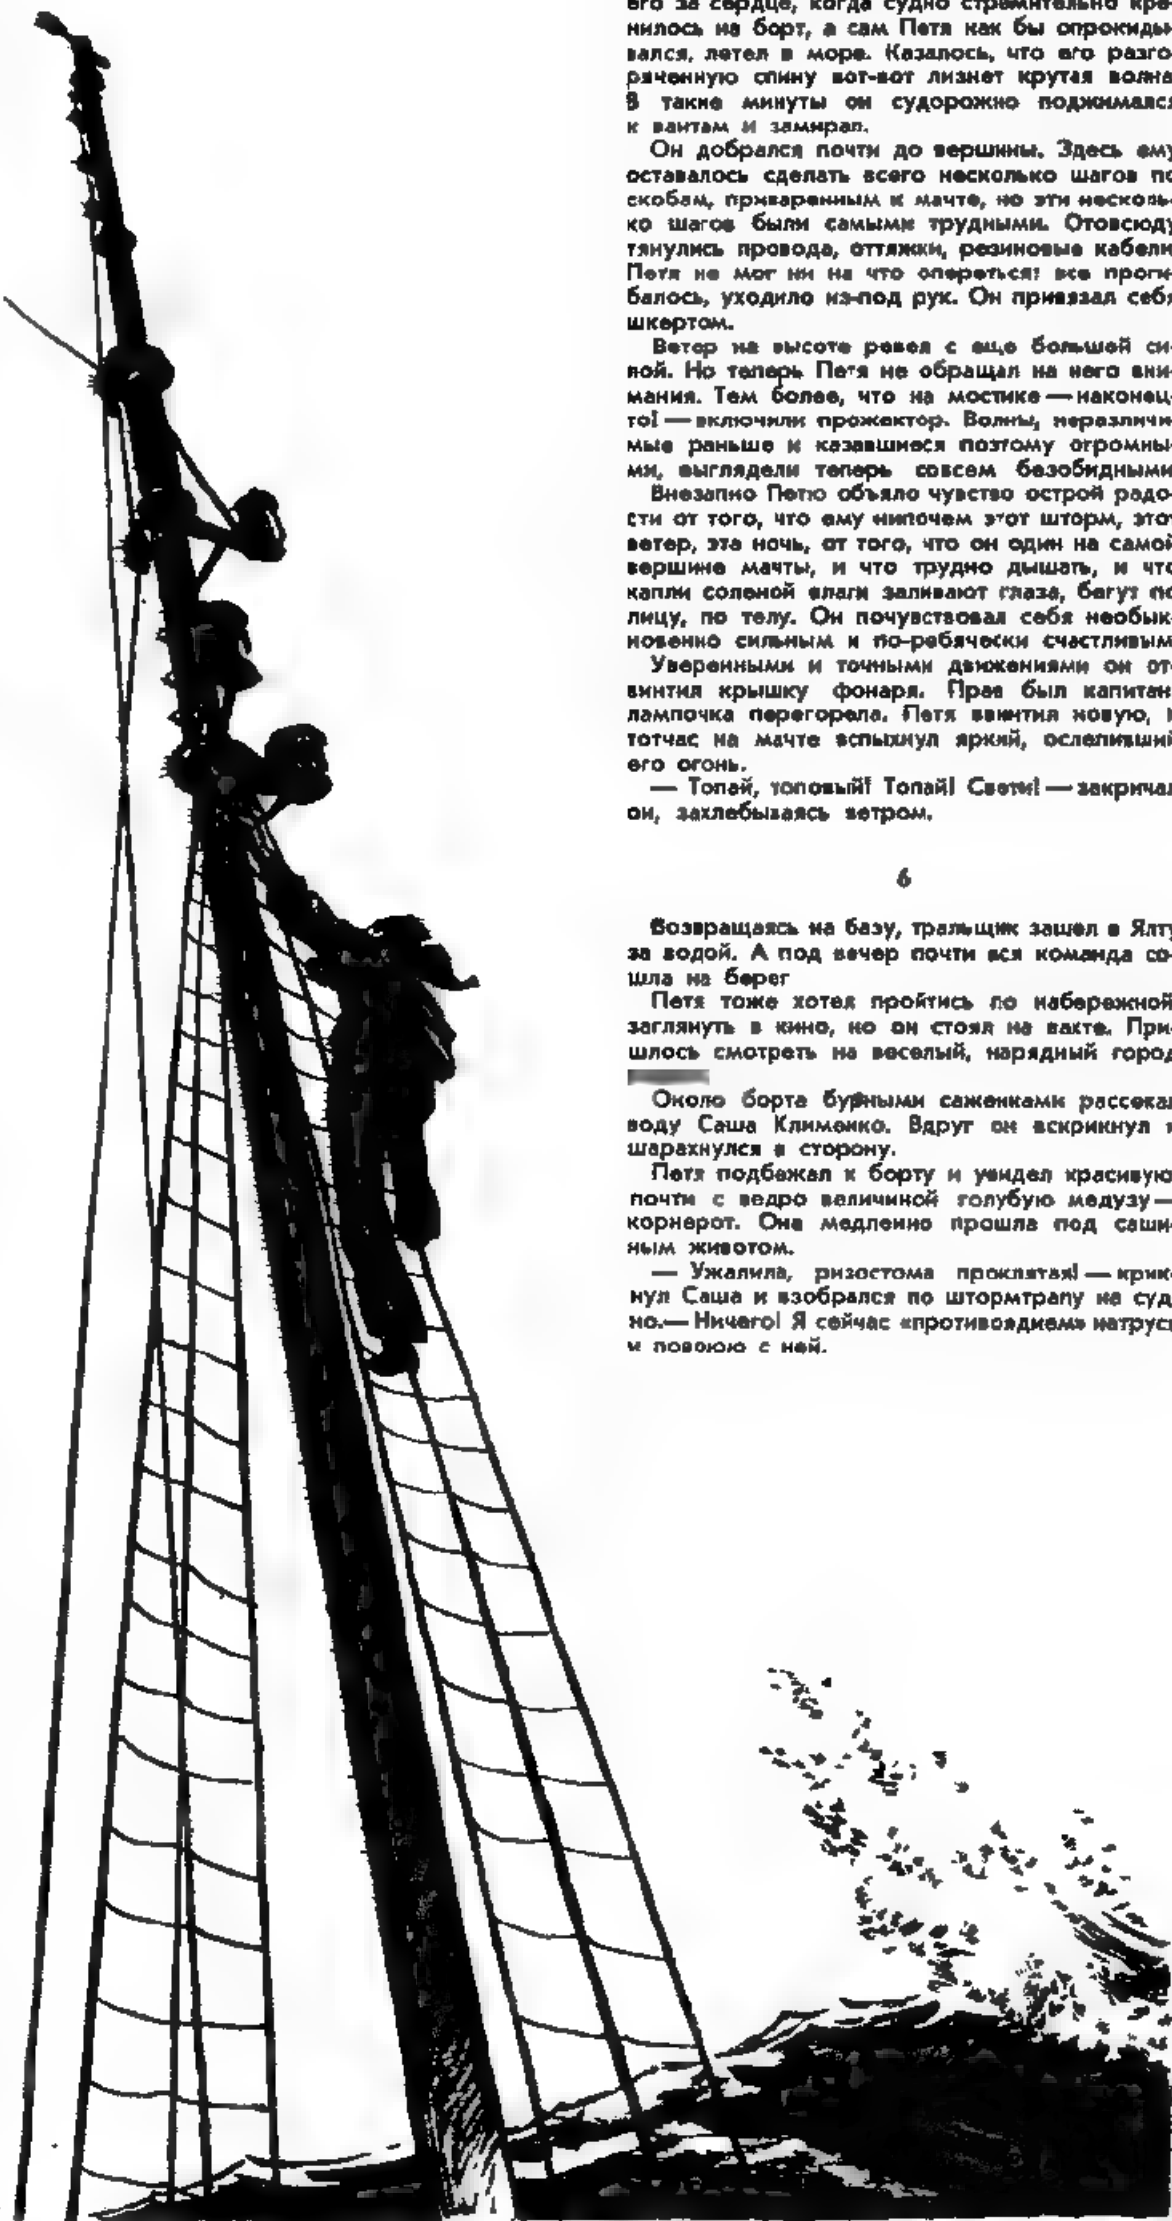 его за сердце, когда судно стремительно кре-
нилось на борт, а сам Петя как бы опрокиды-
вался, летел в море. Казалось, что его разго-
ряченную спину вот-вот лизнет крутая волна
В такие минуты он судорожно поджимался
к вантам и замирал.
Он добрался почти до вершины. Здесь ему
оставалось сделать всего несколько шагов по
скобам, приваренным к мачте, но эти несколь-
ко шагов были самыми трудными. Отовсюду
тянулись провода, оттяжки, резиновые кабели
Петя не мог ни на что опереться: все проги-
балось, уходило из-под рук. Он привязал себя
шкертом.
Ветер на высоте ревел с еще большей си-
лой. Но теперь Петя не обращал на него вни-
мания. Тем более, что на мостике — наконец-
то! — включили прожектор. Волны, неразличи-
мые раньше и казавшиеся поэтому огромны-
ми, выглядели теперь совсем безобидными
Внезапно Петю объяло чувство острой радо-
сти от того, что ему нипочем этот шторм, этот
ветер, эта ночь, от того, что он один на самой
вершине мачты, и что трудно дышать, и что
капли соленой влаги заливают глаза, бегут по
лицу, по телу. Он почувствовал себя необык-
новенно сильным и по-ребячески счастливым
Уверенными и точными движениями он от-
винтил крышку фонаря. Прав был капитан
лампочка перегорела. Петя ввинтил новую, и
тотчас на мачте вспыхнул яркий, ослепивший
его огонь.
— Топай, топовый! Топай! Свети! — закричал
он, захлебываясь ветром.
6
Возвращаясь на базу, тральщик зашел в Ялту
за водой. А под вечер почти вся команда со-
шла на берег
Петя тоже хотел пройтись по набережной
заглянуть в кино, но он стоял на вахте. При-
шлось смотреть на веселый, нарядный город
Около борта бурными саженками рассекал
воду Саша Клименко. Вдруг он вскрикнул и
шарахнулся в сторону.
Петя подбежал к борту и увидел красивую
почти с ведро величиной голубую медузу —
корнерот. Она медленно прошла под саши-
ным животом.
— Ужалила, ризостома проклятая! — крик-
нул Саша и взобрался по штормтрапу на суд-
но.— Ничего! Я сейчас «противоядием» натрусь
и повоюю с ней.